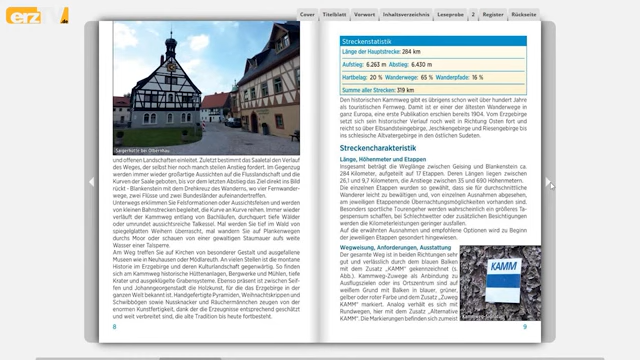 erzTV.de
Cover Titelblatt Vorwort Inhaltsverzeichnis Leseprobe 2 Register Rückseite
Saigerhütte bei Olbernhau
und offenen Landschaften einleitet. Zuletzt bestimmt das Saaletal den Verlauf
des Weges, der selbst hier noch manch steilen Anstieg fordert. Im Gegenzug
werden immer wieder großartige Aussichten auf die Flusslandschaft und die
Kurven der Saale geboten, bis vor dem letzten Abstieg das Ziel direkt ins Bild
rückt - Blankenstein mit dem Drehkreuz des Wanderns, wo vier Fernwander-
wege, zwei Flüsse und zwei Bundesländer aufeinandertreffen.
Unterwegs erklimmen Sie Felsformationen oder Aussichtstürme und werden
von kleinen Bahnstrecken begleitet, die Kurve an Kurve reihen. Immer wieder
verläuft der Kammweg entlang von Bachläufen, durchquert tiefe Wälder
oder umrundet aussichtsreiche Talkessel. Mal werden Sie tief im Wald von
spiegelglatten Weihern überrascht, mal wandern Sie auf Plankenwegen
durchs Moor oder schauen von einer gewaltigen Staumauer aufs weite
Wasser einer Talsperre.
Am Weg treffen Sie auf Kirchen von besonderer Gestalt und ausgefallene
Museen wie in Neuhausen oder Mödlareuth. An vielen Stellen ist die montane
Historie im Erzgebirge und deren Kulturlandschaft gegenwärtig. So finden
sich am Kammweg historische Hüttenanlagen, Bergwerke und Mühlen, tiefe
Krater und ausgeklügelte Grabensysteme. Ebenso präsent ist zwischen Seif-
fen und Johanngeorgenstadt die Holzkunst, für die das Erzgebirge in der
ganzen Welt bekannt ist. Handgefertigte Pyramiden, Weihnachtskrippen und
Schwibbögen sowie Nussknacker und Räuchermännchen zeugen von der
enormen Kunstfertigkeit, dank der die Erzeugnisse entsprechend geschätzt
und weit verbreitet sind, die alte Tradition bis heute fortbesteht.
8
Streckenstatistik
Länge der Hauptstrecke: 284 km
Aufstieg: 6.263 m Abstieg: 6.430 m
Hartbelag: 20 % Wanderwege: 65 % Wanderpfade: 16 %
Summe aller Strecken: 319 km
Den historischen Kammweg gibt es übrigens schon weit über hundert Jahre
als touristischen Fernweg. Damit ist er einer der ältesten Wanderwege in
ganz Europa, eine erste Publikation erschien bereits 1904. Vom Erzgebirge
setzt sich sein historischer Verlauf noch weit in Richtung Osten fort und
reicht so über Elbsandsteingebirge, Jeschkengebirge und Riesengebirge bis
ins schlesische Altvatergebirge in den östlichen Sudeten.
Streckencharakteristik
Länge, Höhenmeter und Etappen
Insgesamt beträgt die Weglänge zwischen Geising und Blankenstein ca.
284 Kilometer, aufgeteilt auf 17 Etappen. Deren Längen liegen zwischen
26,1 und 9,7 Kilometern, die Anstiege zwischen 35 und 690 Höhenmetern.
Die einzelnen Etappen wurden so gewählt, dass sie für durchschnittliche
Wanderer leicht zu bewältigen und, von einzelnen Ausnahmen abgesehen,
am jeweiligen Etappenende Übernachtungsmöglichkeiten vorhanden sind.
Besonders sportliche Tourengeher werden wahrscheinlich ein größeres Ta-
gespensum schaffen, bei Schlechtwetter oder zusätzlichen Besichtigungen
werden die Kilometerleistungen geringer ausfallen.
Auf die erwähnten Ausnahmen und empfohlene Optionen wird zu Beginn
der jeweiligen Etappen gesondert hingewiesen.
Wegweisung, Anforderungen, Ausstattung
Der gesamte Weg ist in beiden Richtungen sehr
gut und verlässlich durch den blauen Balken
mit dem Zusatz „KAMM“ gekennzeichnet (s.
Abb.). Kammweg-Zuwege als Anbindung zu
Ausflugszielen oder ins Ortszentrum sind auf
weißem Grund mit Balken in blauer, grüner,
gelber oder roter Farbe und dem Zusatz „Zuweg
KAMM“ markiert. Analog verhält es sich mit
Rundwegen, hier mit dem Zusatz „Alternative
KAMM“. Die Markierungen befinden sich zumeist
KAMM
9